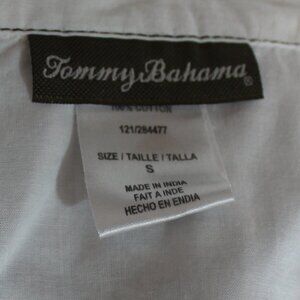 Tommy Bahama®
100% COTTON
121/284477
SIZE / TAILLE / TALLA
S
MADE IN INDIA
FAIT A INDE
HECHO EN ENDIA